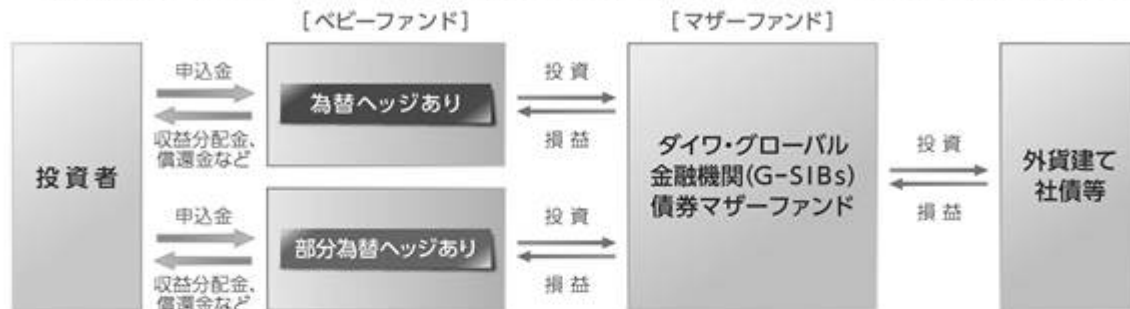 [ベビーファンド]
[マザーファンド]
投資者
申込金
収益分配金、
償還金など
為替ヘッジあり
投資
損益
申込金
収益分配金、
償還金など
部分為替ヘッジあり
投資
損益
ダイワ・グローバル
金融機関(G-SIBs)
債券マザーファンド
投資
損益
外貨建て
社債等